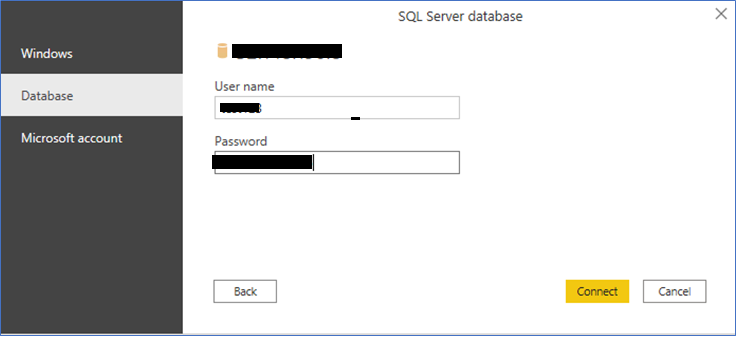 SQL Server database
Windows
Database
Microsoft account
User name
Password
Back
Connect
Cancel